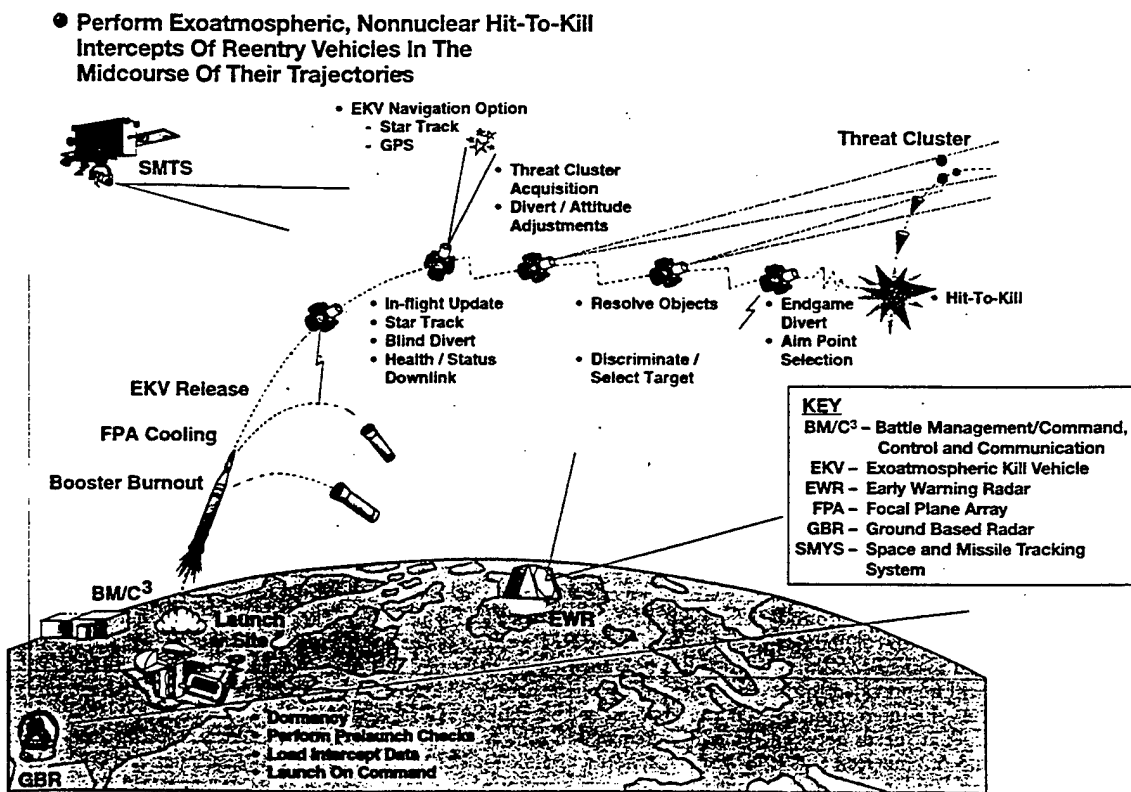 ● Perform Exoatmospheric, Nonnuclear Hit-To-Kill
Intercepts Of Reentry Vehicles In The
Midcourse Of Their Trajectories
SMTS
• EKV Navigation Option
- Star Track
- GPS
• Threat Cluster
Acquisition
• Divert / Attitude
Adjustments
Threat Cluster
• In-flight Update
• Star Track
• Blind Divert
• Health / Status
Downlink
• Resolve Objects
• Discriminate /
Select Target
• Endgame
Divert
• Aim Point
Selection
• Hit-To-Kill
EKV Release
FPA Cooling
Booster Burnout
KEY
BM/C³ – Battle Management/Command,
Control and Communication
EKV – Exoatmospheric Kill Vehicle
EWR – Early Warning Radar
FPA – Focal Plane Array
GBR – Ground Based Radar
SMYS – Space and Missile Tracking
System
BM/C³
Launch
Site
EWR
GBR
• Dormancy
• Perform Prelaunch Checks
• Load Intercept Data
• Launch On Command